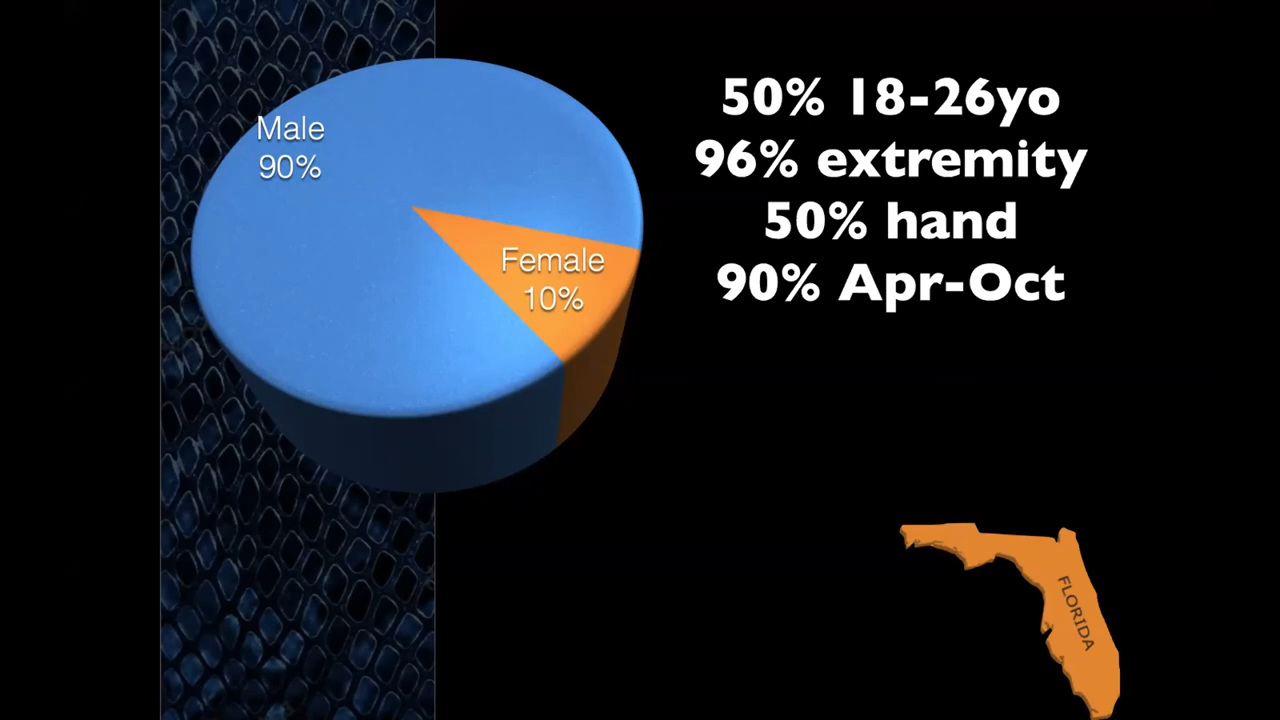 Male
90%
Female
10%
50% 18-26yo
96% extremity
50% hand
90% Apr-Oct
FLORIDA